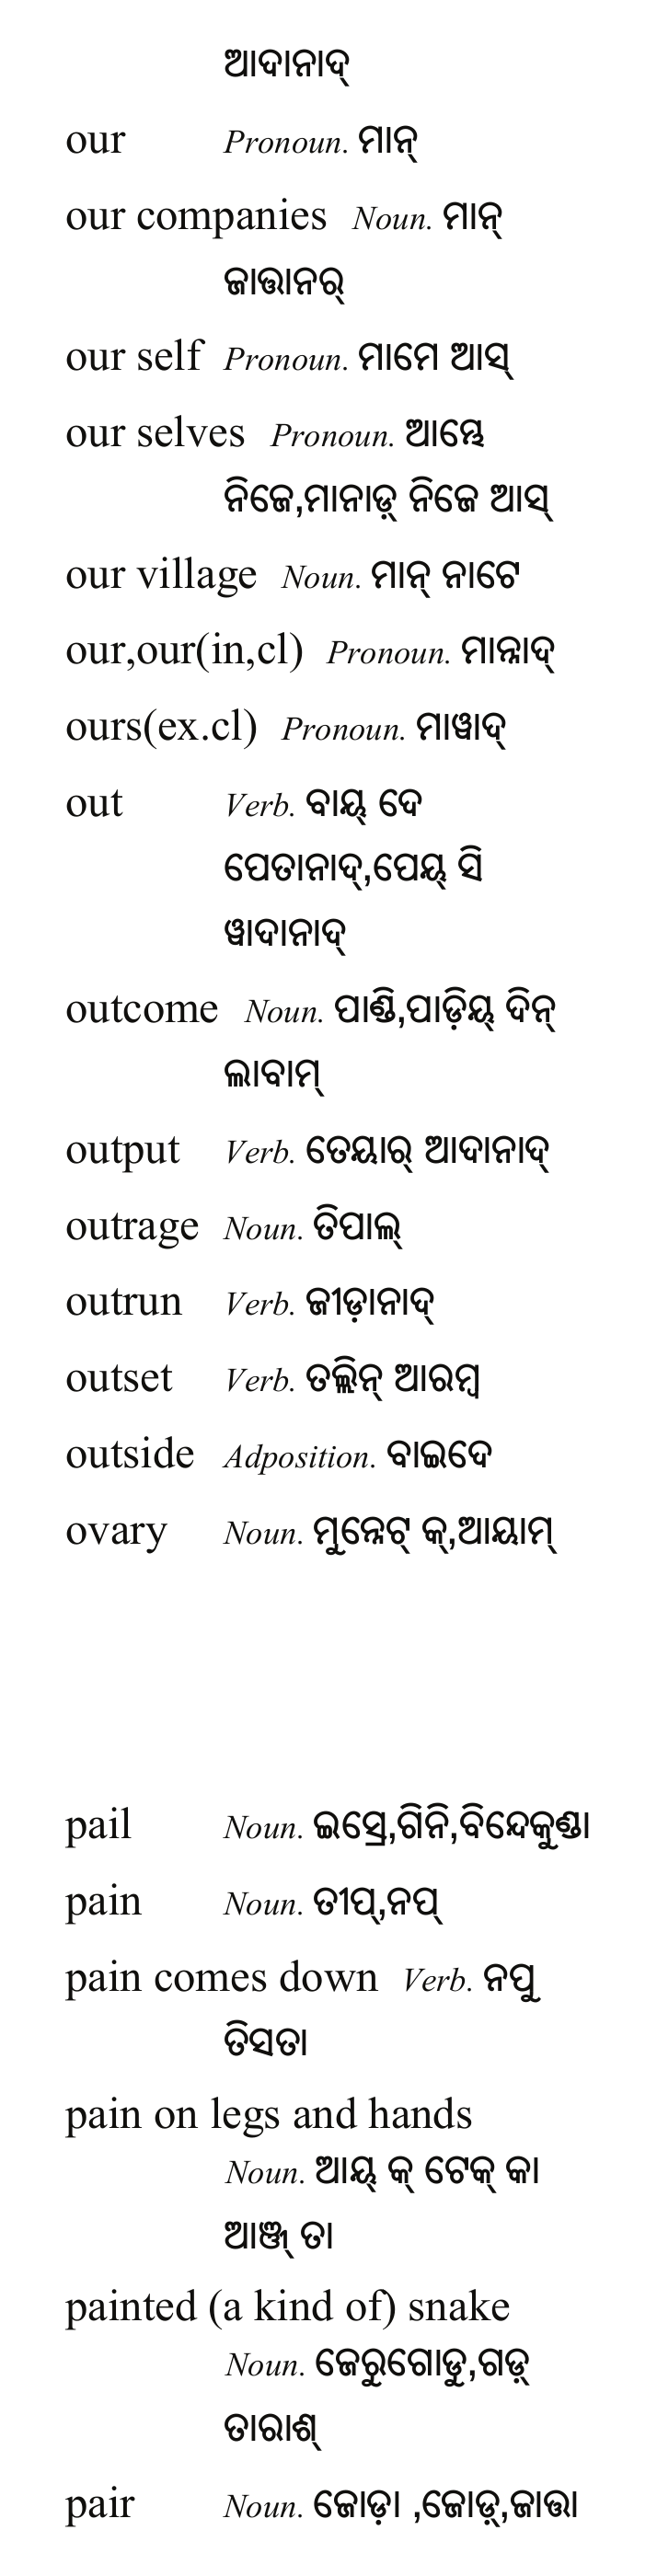 ଆଦାନାଦ୍
our Pronoun. ମାନ୍
our companies Noun. ମାନ୍
ଜାତ୍ତାନର୍
our self Pronoun. ମାମେ ଆସ୍
our selves Pronoun. ଆମ୍ଭେ
ନିଜେ,ମାନାଡ଼୍ ନିଜେ ଆସ୍
our village Noun. ମାନ୍ ନାଟେ
our,our(in,cl) Pronoun. ମାନ୍ନାଦ୍
ours(ex.cl) Pronoun. ମାୱାଦ୍
out Verb. ବାୟ୍ ଦେ
ପେତାନାଦ୍,ପେୟ୍ ସି
ୱାଦାନାଦ୍
outcome Noun. ପାଣ୍ଡି,ପାଡ଼ିୟ୍ ଦିନ୍
ଲାବାମ୍
output Verb. ତେୟାର୍ ଆଦାନାଦ୍
outrage Noun. ତିପାଲ୍
outrun Verb. ଜୀଡ଼ାନାଦ୍
outset Verb. ତଲ୍ଲିନ୍ ଆରମ୍ବ
outside Adposition. ବାଇଦେ
ovary Noun. ମୁନ୍ନେଟ୍ କ୍,ଆୟାମ୍
pail Noun. ଇସ୍ରେ,ଗିନି,ବିନ୍ଦେକୁଣ୍ଡା
pain Noun. ତୀପ୍,ନପ୍
pain comes down Verb. ନପୁ
ତିସତା
pain on legs and hands
Noun. ଆୟ୍ କ୍ ଟେକ୍ କା
ଆଞ୍ଜ୍ ତା
painted (a kind of) snake
Noun. ଜେରୁଗୋଡୁ,ଗଡ଼୍
ତାରାଶ୍
pair Noun. ଜୋଡ଼ା ,ଜୋଡ଼୍,ଜାତ୍ତା